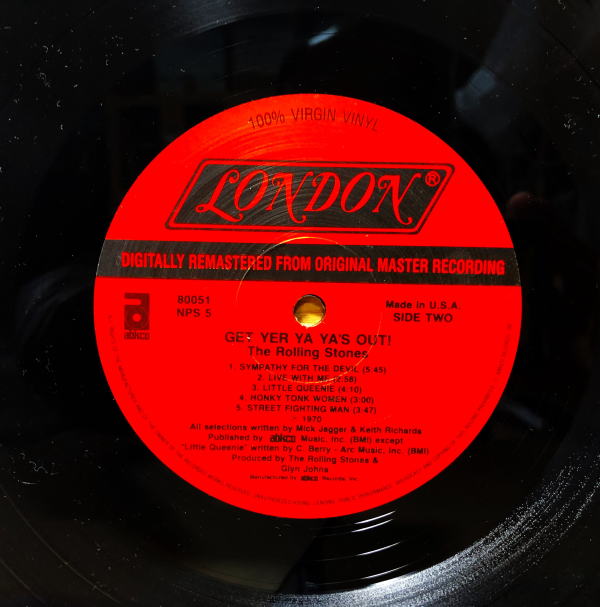 100% VIRGIN VINYL
LONDON®
DIGITALLY REMASTERED FROM ORIGINAL MASTER RECORDING
abkco
80051
NPS 5
Made in U.S.A.
SIDE TWO
GET YER YA YA'S OUT!
The Rolling Stones
1. SYMPATHY FOR THE DEVIL (5:45)
2. LIVE WITH ME (2:58)
3. LITTLE QUEENIE (4:10)
4. HONKY TONK WOMEN (3:00)
5. STREET FIGHTING MAN (3:47)
℗ 1970
All selections written by Mick Jagger & Keith Richards
Published by abkco Music, Inc. (BMI) except
"Little Queenie" written by C. Berry - Arc Music, Inc. (BMI)
Produced by The Rolling Stones &
Glyn Johns
Manufactured by abkco Records, Inc.